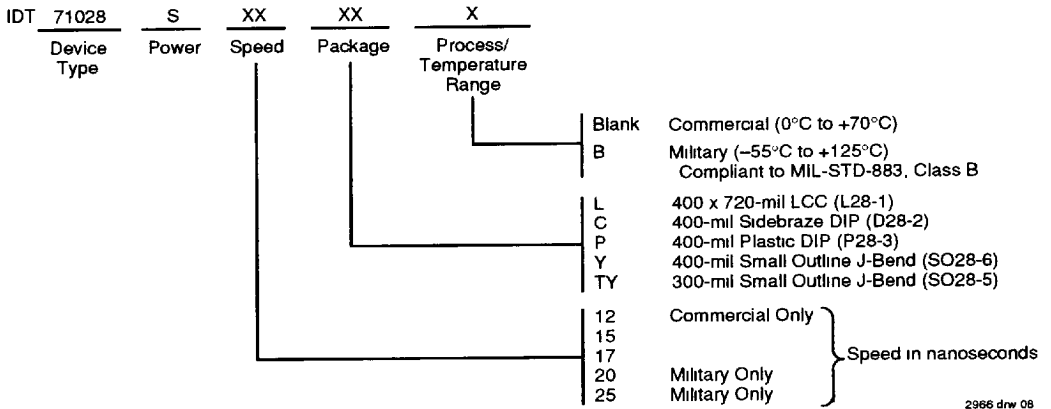 IDT 71028 S XX XX X
Device Type Power Speed Package Process/ Temperature Range
Blank Commercial (0°C to +70°C)
B Military (–55°C to +125°C)
Compliant to MIL-STD-883, Class B
L 400 x 720-mil LCC (L28-1)
C 400-mil Sidebraze DIP (D28-2)
P 400-mil Plastic DIP (P28-3)
Y 400-mil Small Outline J-Bend (SO28-6)
TY 300-mil Small Outline J-Bend (SO28-5)
12 Commercial Only
15
17 Speed in nanoseconds
20 Military Only
25 Military Only
2966 drw 08